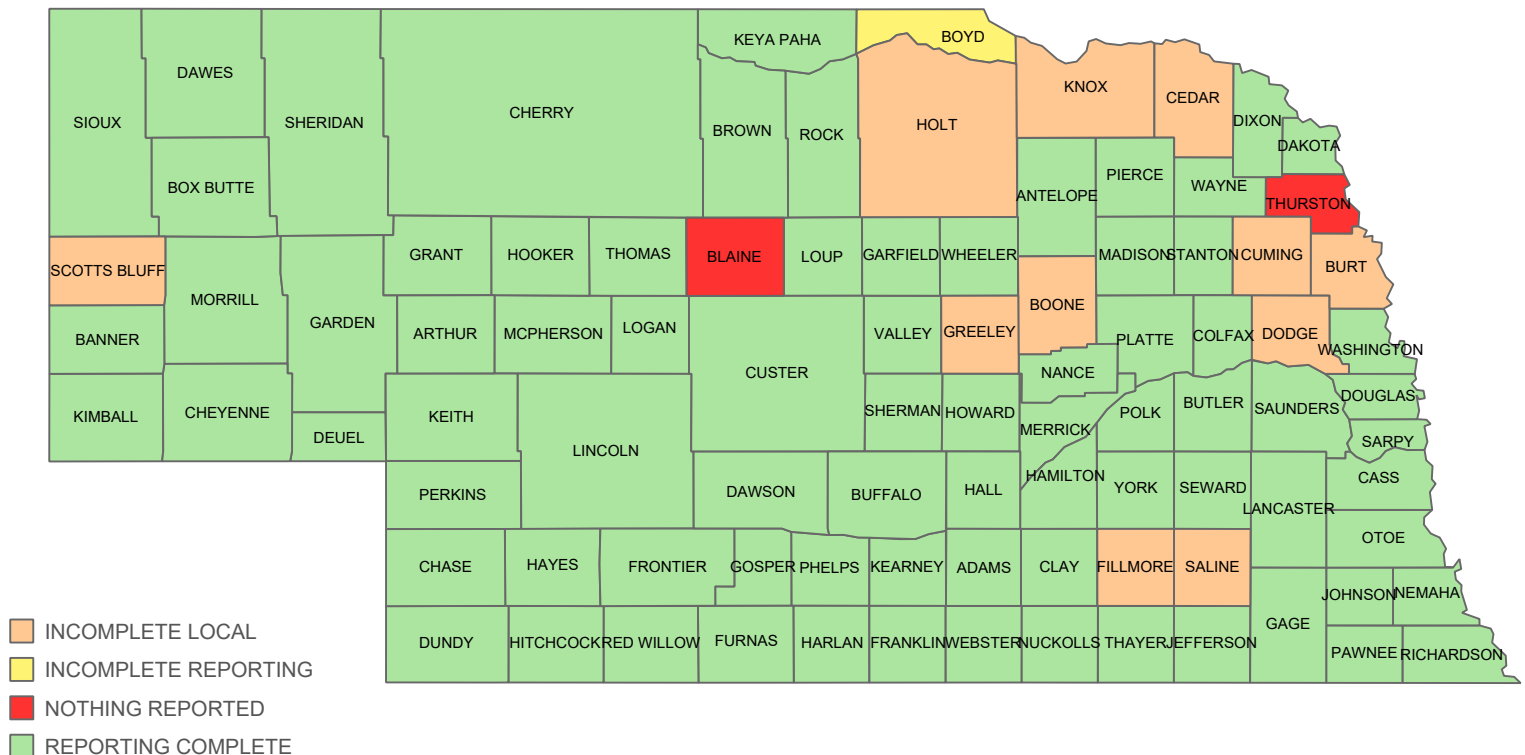 KEYA PAHA
BOYD
DAWES
KNOX
CEDAR
CHERRY
SIOUX
SHERIDAN
BROWN
ROCK
HOLT
DIXON
DAKOTA
BOX BUTTE
ANTELOPE
PIERCE
WAYNE
THURSTON
SCOTTS BLUFF
GRANT
HOOKER
THOMAS
BLAINE
LOUP
GARFIELD
WHEELER
MADISON
STANTON
CUMING
BURT
MORRILL
BOONE
BANNER
GARDEN
ARTHUR
MCPHERSON
LOGAN
VALLEY
GREELEY
PLATTE
COLFAX
DODGE
WASHINGTON
CUSTER
NANCE
KIMBALL
CHEYENNE
DEUEL
KEITH
LINCOLN
SHERMAN
HOWARD
MERRICK
POLK
BUTLER
SAUNDERS
DOUGLAS
SARPY
PERKINS
DAWSON
BUFFALO
HALL
HAMILTON
YORK
SEWARD
LANCASTER
CASS
OTOE
CHASE
HAYES
FRONTIER
GOSPER
PHELPS
KEARNEY
ADAMS
CLAY
FILLMORE
SALINE
JOHNSON
NEMAHA
DUNDY
HITCHCOCK
RED WILLOW
FURNAS
HARLAN
FRANKLIN
WEBSTER
NUCKOLLS
THAYER
JEFFERSON
GAGE
PAWNEE
RICHARDSON
INCOMPLETE LOCAL
INCOMPLETE REPORTING
NOTHING REPORTED
REPORTING COMPLETE